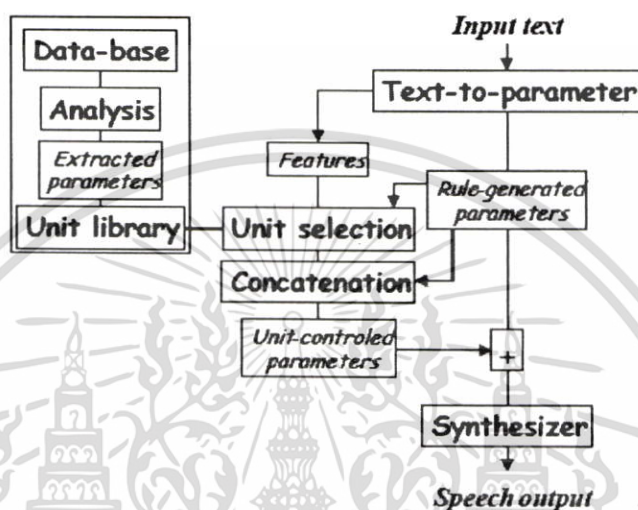 Input text
Data-base
Text-to-parameter
Analysis
Extracted
parameters
Features
Rule-generated
parameters
Unit library
Unit selection
Concatenation
Unit-controled
parameters
+
Synthesizer
Speech output